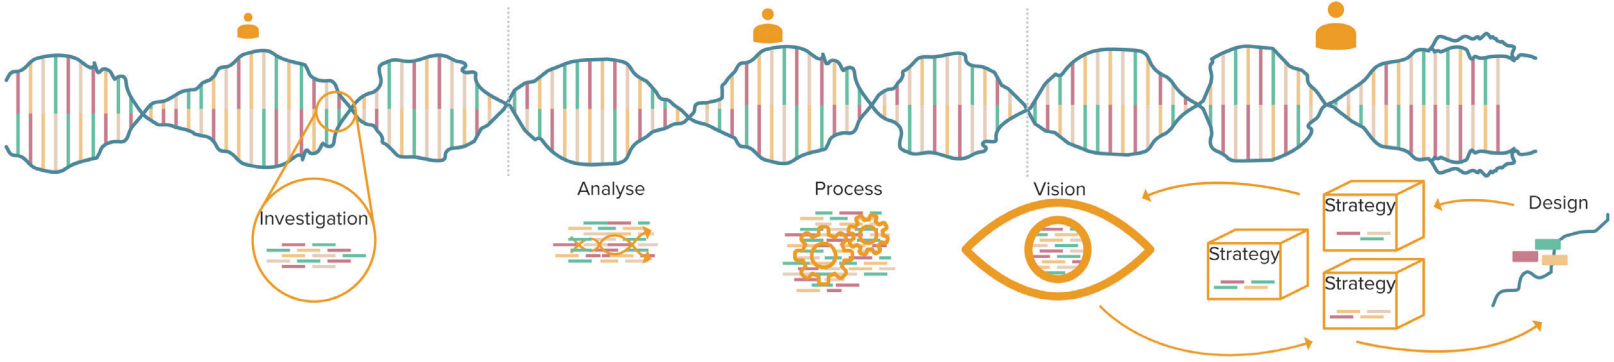 Investigation
Analyse
Process
Vision
Strategy
Strategy
Strategy
Design